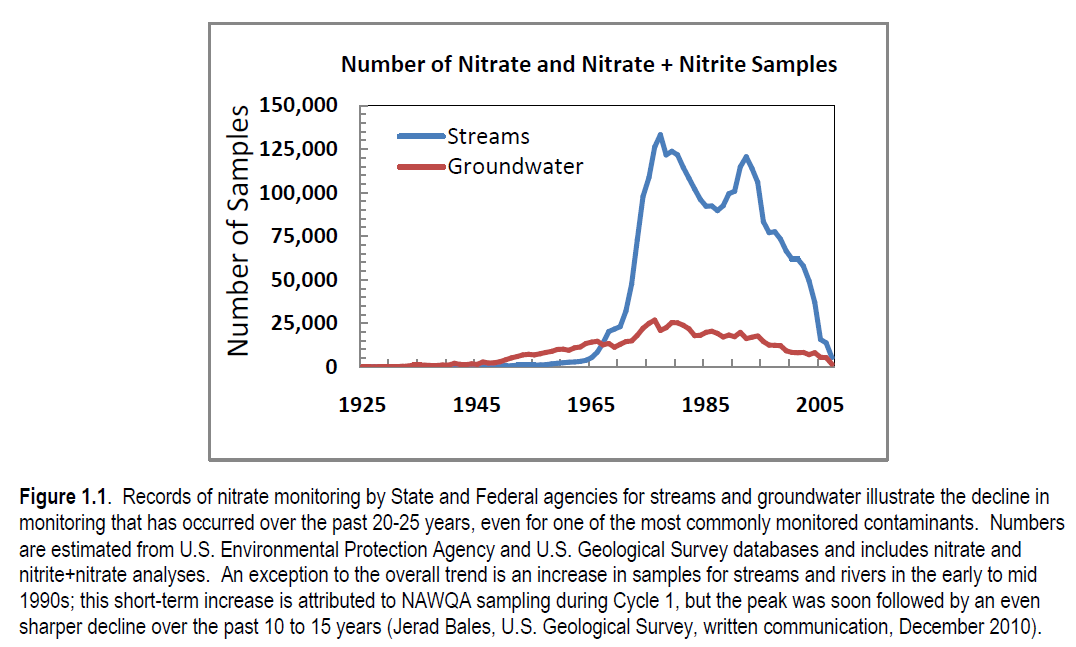 Number of Nitrate and Nitrate + Nitrite Samples
Number of Samples
150,000
125,000
100,000
75,000
50,000
25,000
0
Streams
Groundwater
1925 1945 1965 1985 2005
Figure 1.1. Records of nitrate monitoring by State and Federal agencies for streams and groundwater illustrate the decline in
monitoring that has occurred over the past 20-25 years, even for one of the most commonly monitored contaminants. Numbers
are estimated from U.S. Environmental Protection Agency and U.S. Geological Survey databases and includes nitrate and
nitrite+nitrate analyses. An exception to the overall trend is an increase in samples for streams and rivers in the early to mid
1990s; this short-term increase is attributed to NAWQA sampling during Cycle 1, but the peak was soon followed by an even
sharper decline over the past 10 to 15 years (Jerad Bales, U.S. Geological Survey, written communication, December 2010).